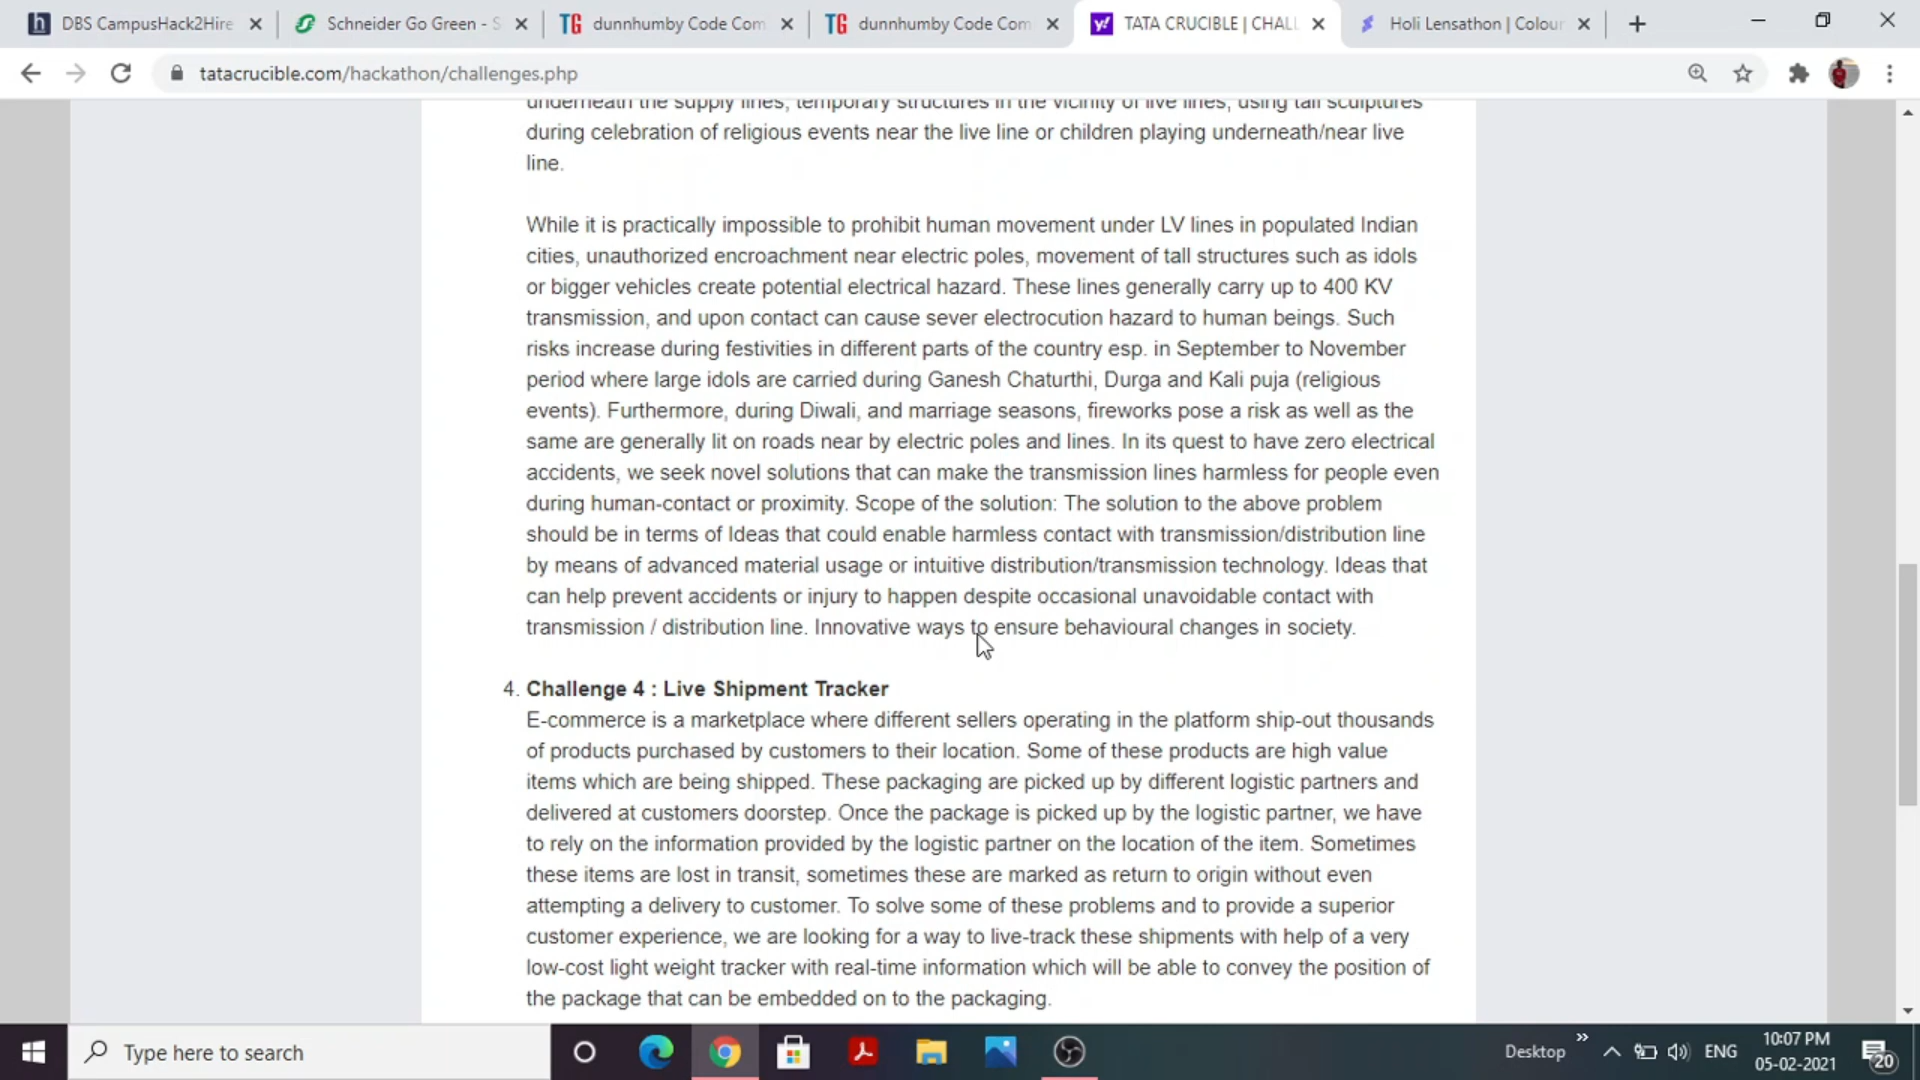 DBS CampusHack2Hire
Schneider Go Green - S
TG dunnhumby Code Com
TG dunnhumby Code Com
y! TATA CRUCIBLE | CHALL
Holi Lensathon | Colour
tatacrucible.com/hackathon/challenges.php
underneath the supply lines, temporary structures in the vicinity of live lines, using tall sculptures
during celebration of religious events near the live line or children playing underneath/near live
line.
While it is practically impossible to prohibit human movement under LV lines in populated Indian
cities, unauthorized encroachment near electric poles, movement of tall structures such as idols
or bigger vehicles create potential electrical hazard. These lines generally carry up to 400 KV
transmission, and upon contact can cause sever electrocution hazard to human beings. Such
risks increase during festivities in different parts of the country esp. in September to November
period where large idols are carried during Ganesh Chaturthi, Durga and Kali puja (religious
events). Furthermore, during Diwali, and marriage seasons, fireworks pose a risk as well as the
same are generally lit on roads near by electric poles and lines. In its quest to have zero electrical
accidents, we seek novel solutions that can make the transmission lines harmless for people even
during human-contact or proximity. Scope of the solution: The solution to the above problem
should be in terms of Ideas that could enable harmless contact with transmission/distribution line
by means of advanced material usage or intuitive distribution/transmission technology. Ideas that
can help prevent accidents or injury to happen despite occasional unavoidable contact with
transmission / distribution line. Innovative ways to ensure behavioural changes in society.
4. Challenge 4 : Live Shipment Tracker
E-commerce is a marketplace where different sellers operating in the platform ship-out thousands
of products purchased by customers to their location. Some of these products are high value
items which are being shipped. These packaging are picked up by different logistic partners and
delivered at customers doorstep. Once the package is picked up by the logistic partner, we have
to rely on the information provided by the logistic partner on the location of the item. Sometimes
these items are lost in transit, sometimes these are marked as return to origin without even
attempting a delivery to customer. To solve some of these problems and to provide a superior
customer experience, we are looking for a way to live-track these shipments with help of a very
low-cost light weight tracker with real-time information which will be able to convey the position of
the package that can be embedded on to the packaging.
Type here to search
Desktop
ENG
10:07 PM
05-02-2021
20